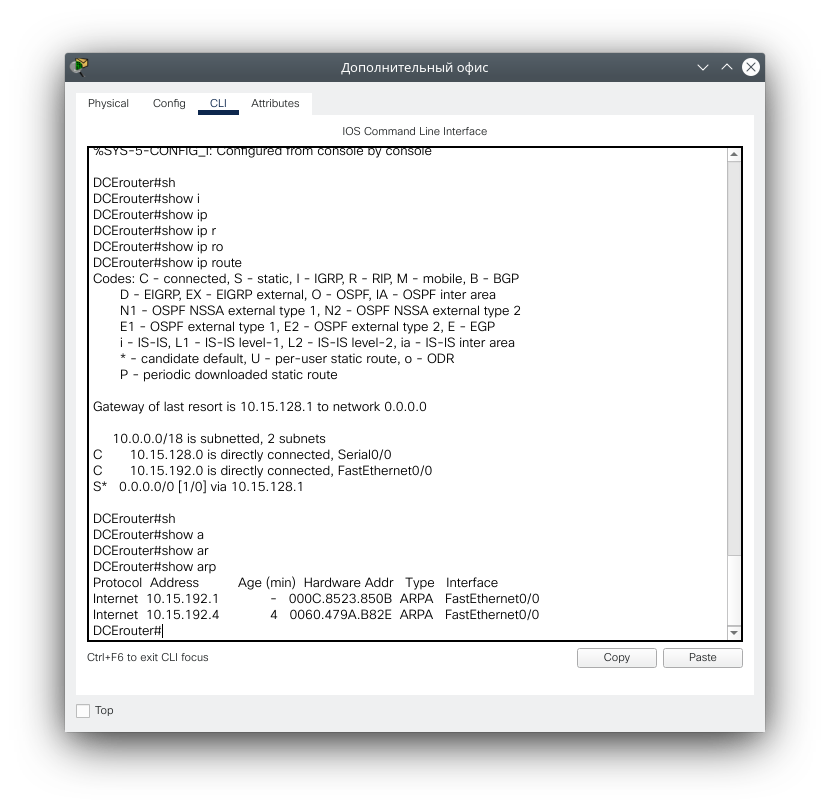 Дополнительный офис
Physical Config CLI Attributes
IOS Command Line Interface
%SYS-5-CONFIG_I: Configured from console by console
DCErouter#sh
DCErouter#show i
DCErouter#show ip
DCErouter#show ip r
DCErouter#show ip ro
DCErouter#show ip route
Codes: C - connected, S - static, I - IGRP, R - RIP, M - mobile, B - BGP
D - EIGRP, EX - EIGRP external, O - OSPF, IA - OSPF inter area
N1 - OSPF NSSA external type 1, N2 - OSPF NSSA external type 2
E1 - OSPF external type 1, E2 - OSPF external type 2, E - EGP
i - IS-IS, L1 - IS-IS level-1, L2 - IS-IS level-2, ia - IS-IS inter area
* - candidate default, U - per-user static route, o - ODR
P - periodic downloaded static route
Gateway of last resort is 10.15.128.1 to network 0.0.0.0
10.0.0.0/18 is subnetted, 2 subnets
C 10.15.128.0 is directly connected, Serial0/0
C 10.15.192.0 is directly connected, FastEthernet0/0
S* 0.0.0.0/0 [1/0] via 10.15.128.1
DCErouter#sh
DCErouter#show a
DCErouter#show ar
DCErouter#show arp
Protocol Address Age (min) Hardware Addr Type Interface
Internet 10.15.192.1 - 000C.8523.850B ARPA FastEthernet0/0
Internet 10.15.192.4 4 0060.479A.B82E ARPA FastEthernet0/0
DCErouter#
Ctrl+F6 to exit CLI focus
Copy Paste
Top